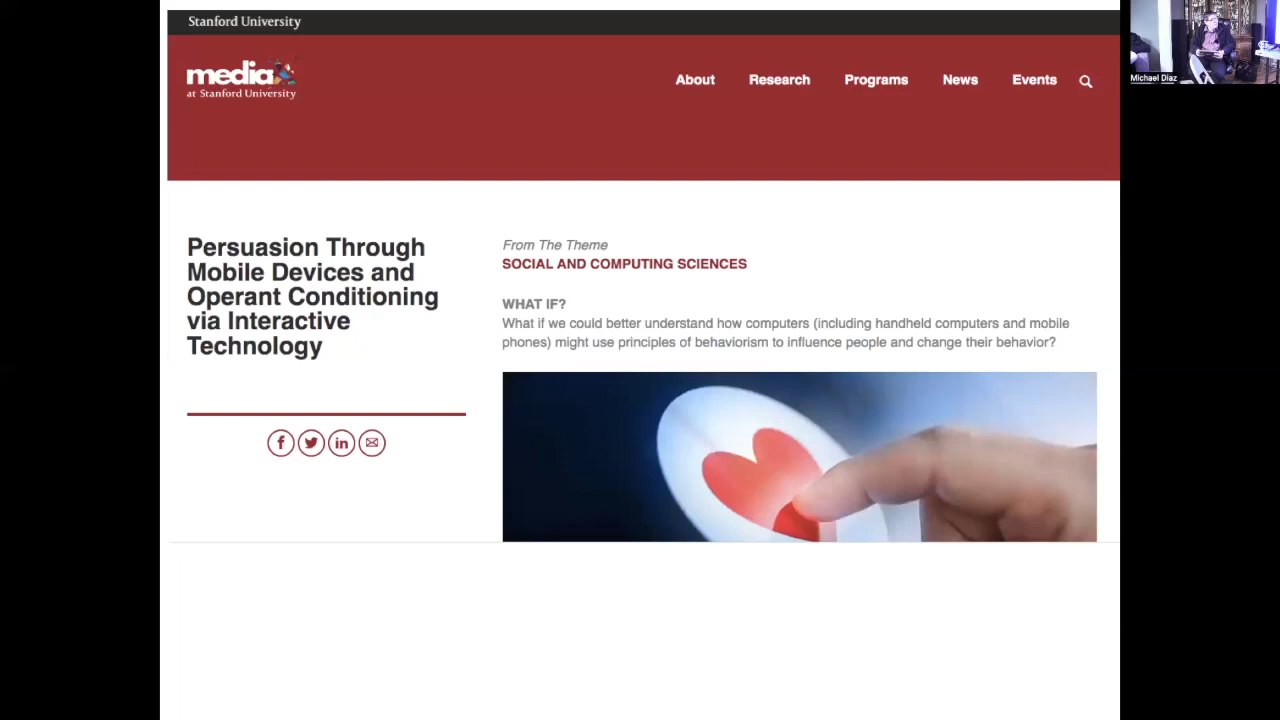 Stanford University
media
at Stanford University
About Research Programs News Events
Michael Diaz
Persuasion Through
Mobile Devices and
Operant Conditioning
via Interactive
Technology
From The Theme
SOCIAL AND COMPUTING SCIENCES
WHAT IF?
What if we could better understand how computers (including handheld computers and mobile
phones) might use principles of behaviorism to influence people and change their behavior?
f in